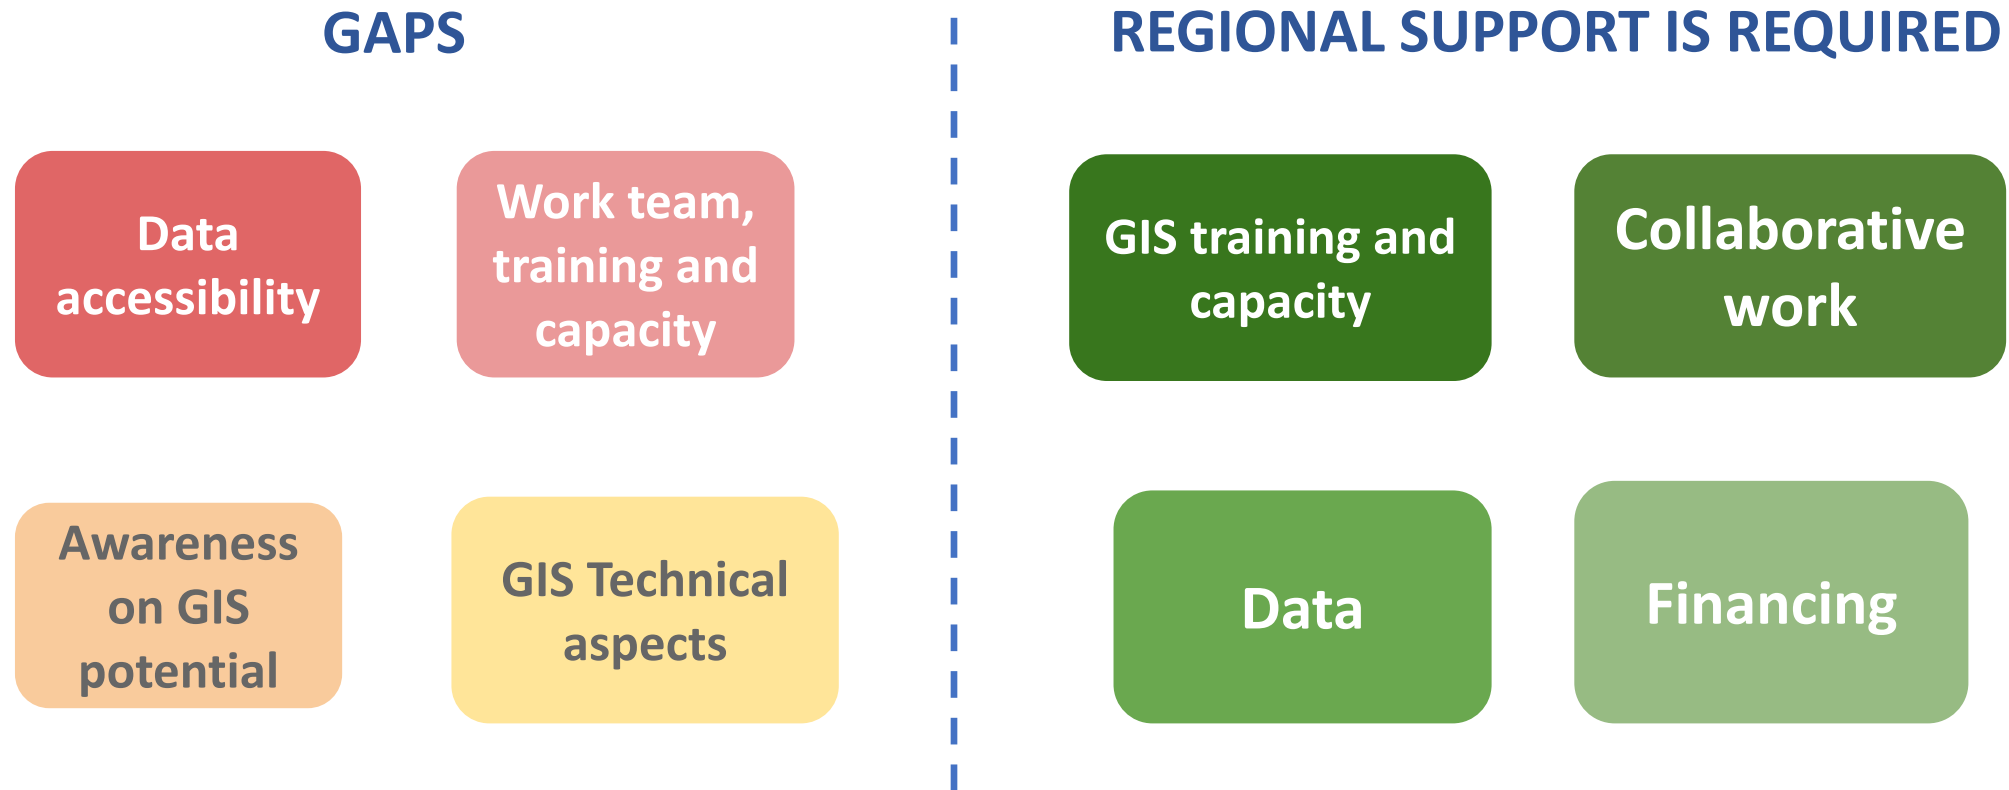 GAPS
Data
accessibility
Work team,
training and
capacity
Awareness
on GIS
potential
GIS Technical
aspects
REGIONAL SUPPORT IS REQUIRED
GIS training and
capacity
Collaborative
work
Data
Financing